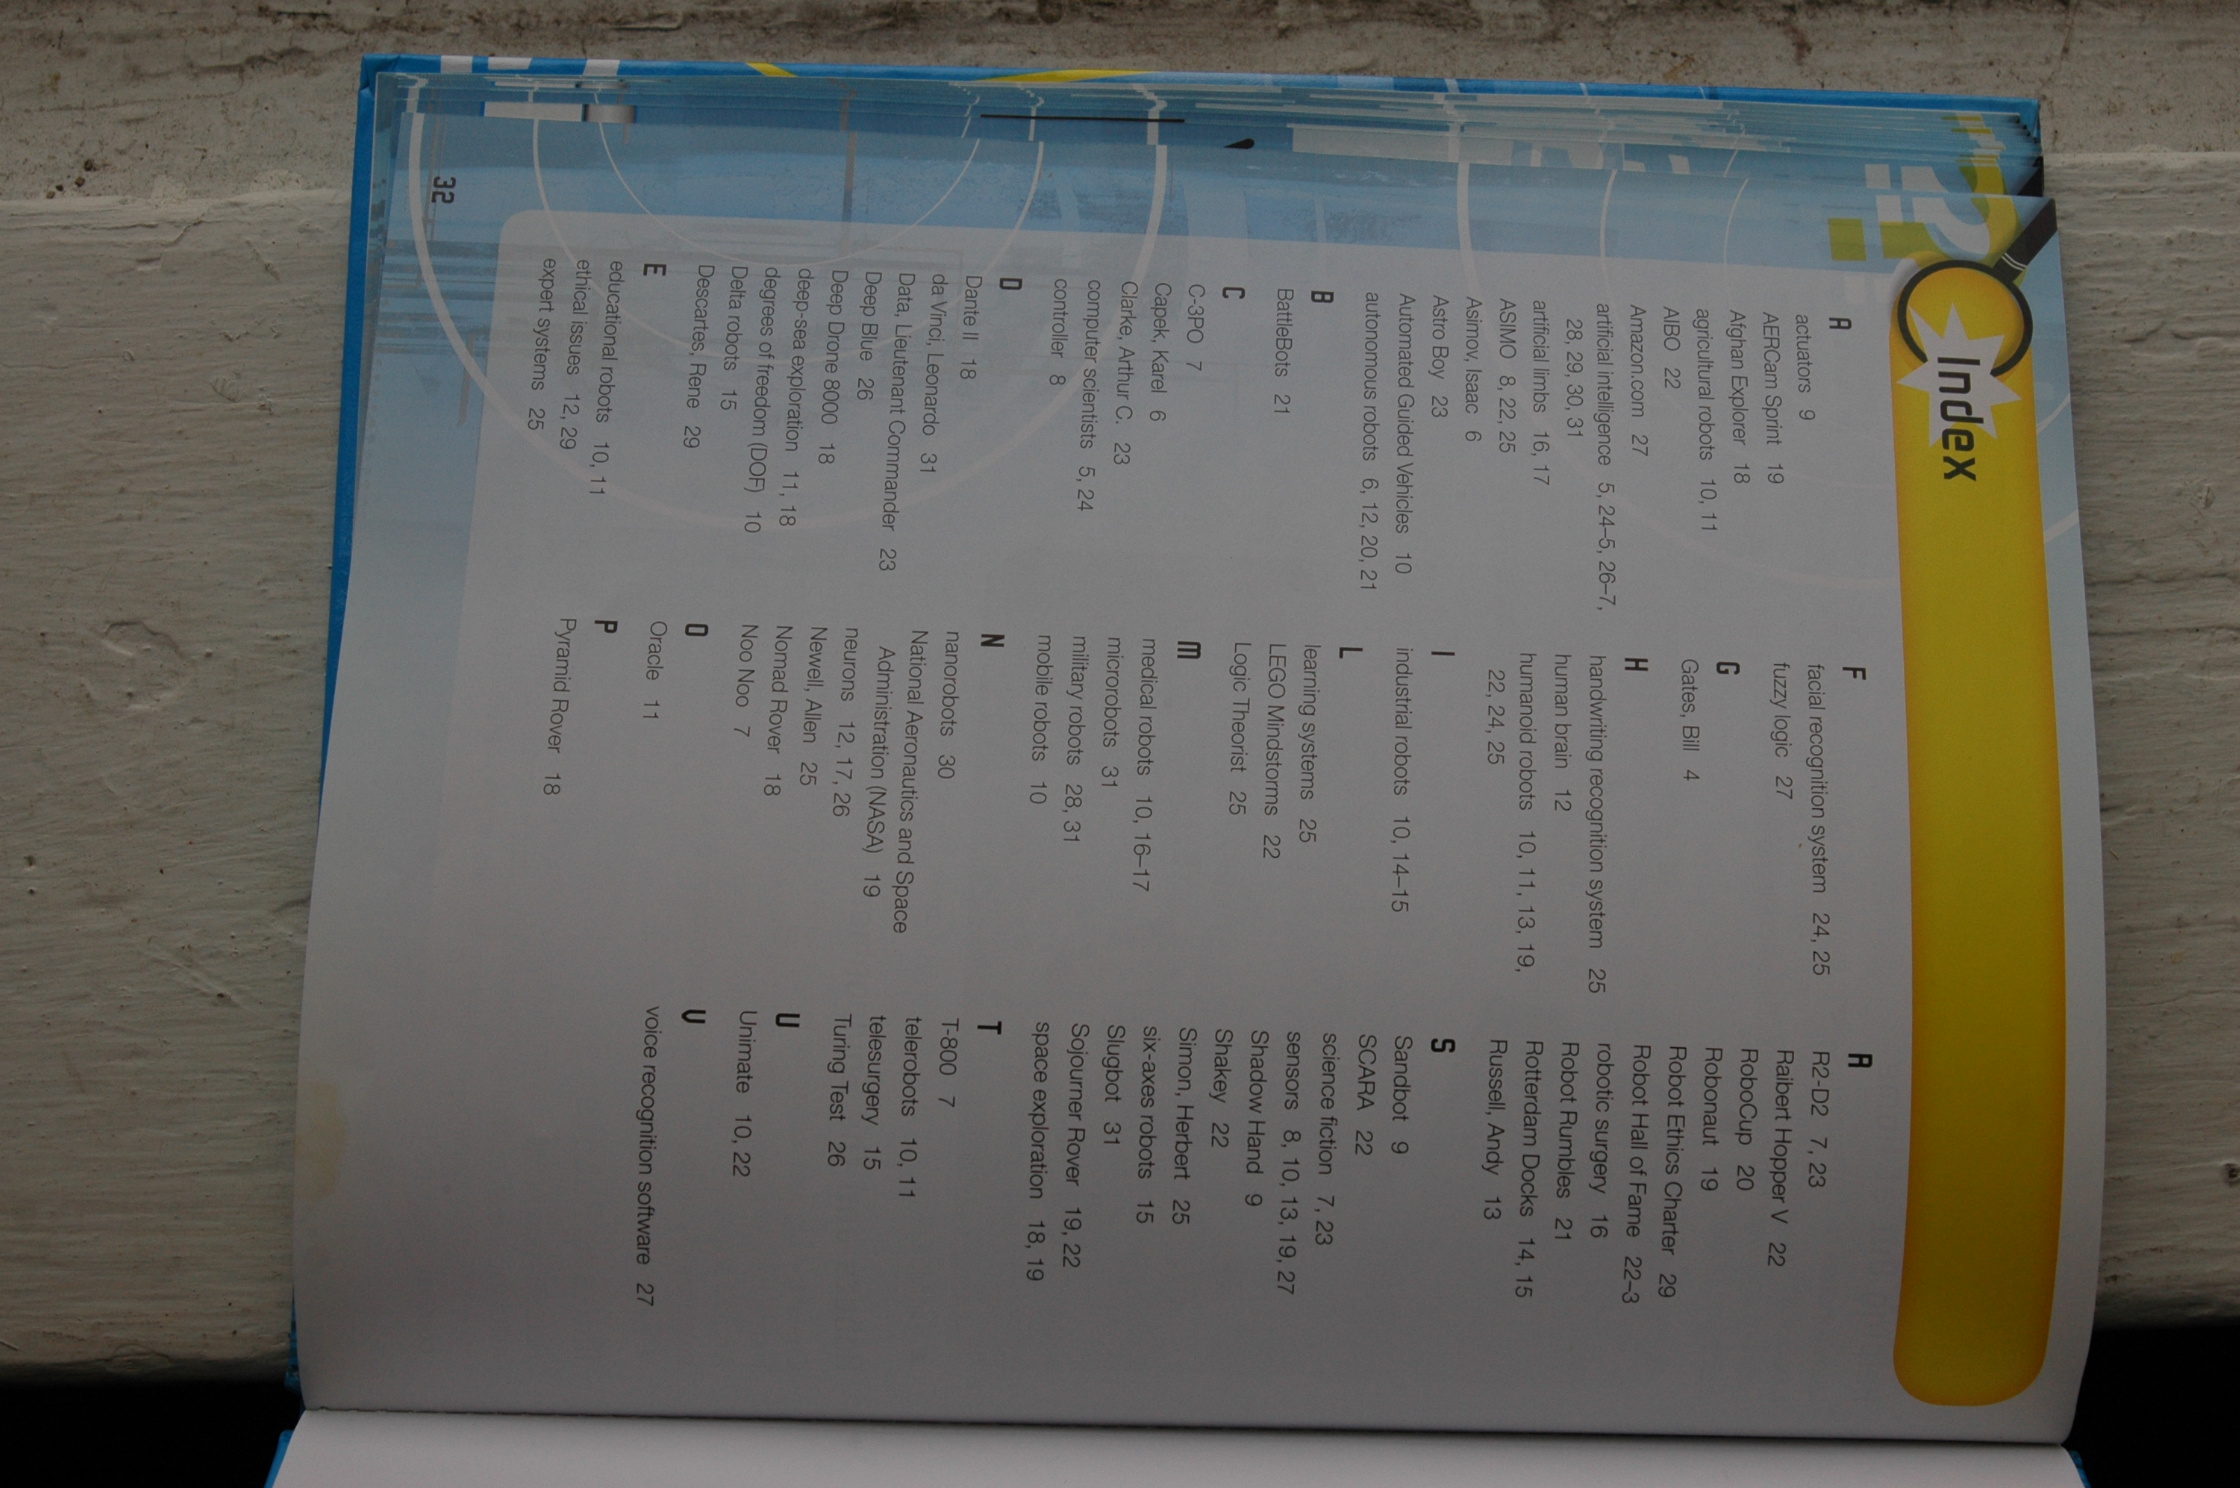 Index
A
actuators 9
AERCam Sprint 19
Afghan Explorer 18
agricultural robots 10, 11
AIBO 22
Amazon.com 27
artificial intelligence 5, 24–5, 26–7,
28, 29, 30, 31
artificial limbs 16, 17
ASIMO 8, 22, 25
Asimov, Isaac 6
Astro Boy 23
Automated Guided Vehicles 10
autonomous robots 6, 12, 20, 21
B
BattleBots 21
C
C-3PO 7
Capek, Karel 6
Clarke, Arthur C. 23
computer scientists 5, 24
controller 8
D
Dante II 18
da Vinci, Leonardo 31
Data, Lieutenant Commander 23
Deep Blue 26
Deep Drone 8000 18
deep-sea exploration 11, 18
degrees of freedom (DOF) 10
Delta robots 15
Descartes, Rene 29
E
educational robots 10, 11
ethical issues 12, 29
expert systems 25
F
facial recognition system 24, 25
fuzzy logic 27
G
Gates, Bill 4
H
handwriting recognition system 25
human brain 12
humanoid robots 10, 11, 13, 19,
22, 24, 25
I
industrial robots 10, 14–15
L
learning systems 25
LEGO Mindstorms 22
Logic Theorist 25
M
medical robots 10, 16–17
microrobots 31
military robots 28, 31
mobile robots 10
N
nanorobots 30
National Aeronautics and Space
Administration (NASA) 19
neurons 12, 17, 26
Newell, Allen 25
Nomad Rover 18
Noo Noo 7
O
Oracle 11
P
Pyramid Rover 18
R
R2-D2 7, 23
Raibert Hopper V 22
RoboCup 20
Robonaut 19
Robot Ethics Charter 29
Robot Hall of Fame 22–3
robotic surgery 16
Robot Rumbles 21
Rotterdam Docks 14, 15
Russell, Andy 13
S
Sandbot 9
SCARA 22
science fiction 7, 23
sensors 8, 10, 13, 19, 27
Shadow Hand 9
Shakey 22
Simon, Herbert 25
six-axes robots 15
Slugbot 31
Sojourner Rover 19, 22
space exploration 18, 19
T
T-800 7
telerobots 10, 11
telesurgery 15
Turing Test 26
U
Unimate 10, 22
V
voice recognition software 27
32